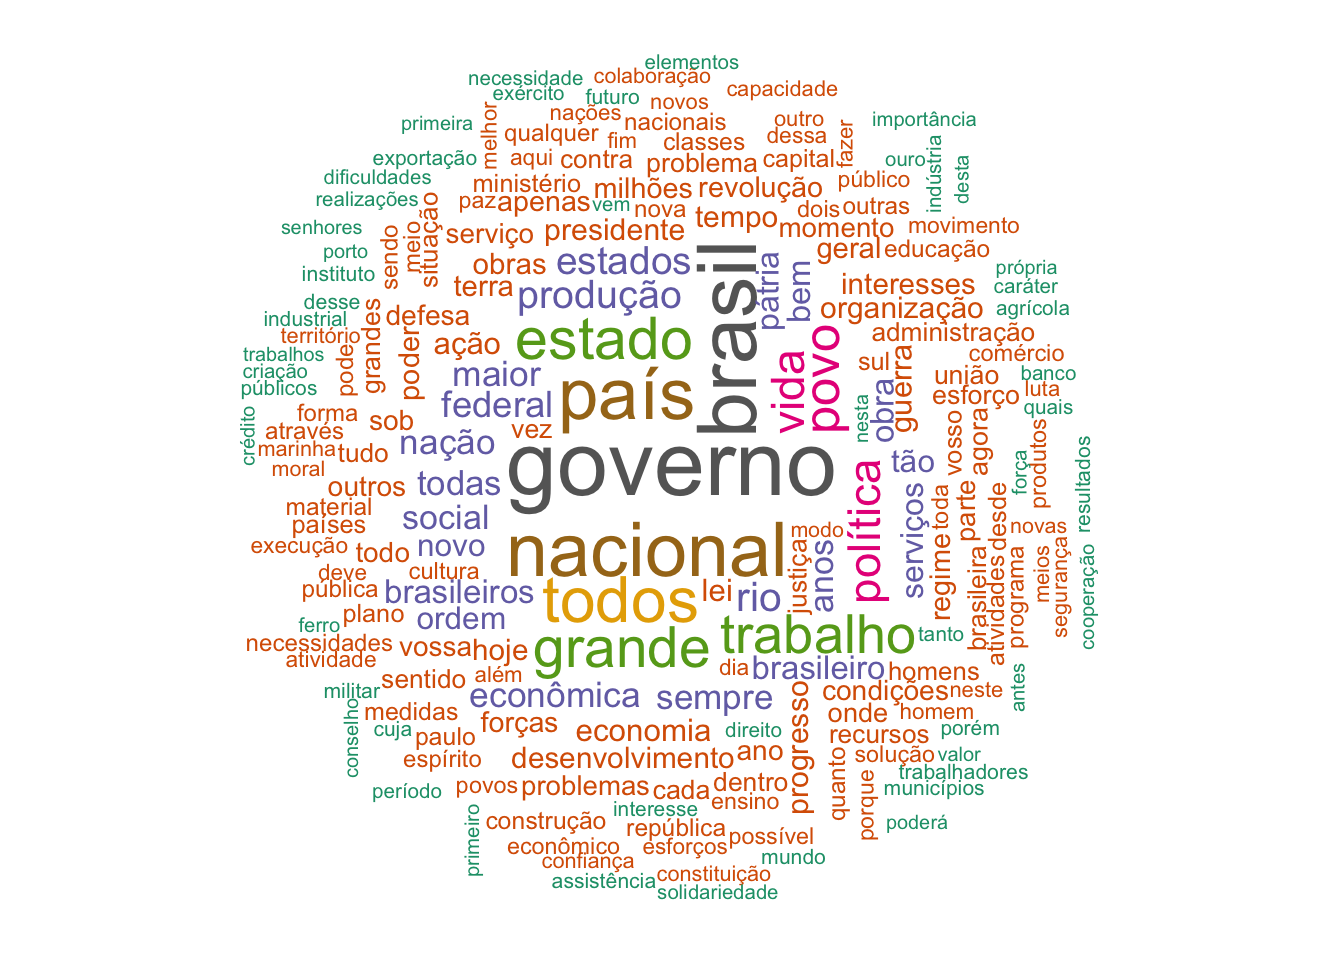 elementos
necessidade
colaboração
capacidade
exército
futuro
novos
nações
nacionais
outro
importância
primeira
melhor
qualquer
fim
classes
dessa
fazer
exportação
aqui
contra
problema
capital
ouro
indústria
desta
dificuldades
ministério
milhões
revolução
público
realizações
paz
apenas
vem
nova
tempo
dois
outras
senhores
situação
meio
sendo
serviço
presidente
momento
movimento
porto
obras
estados
brasil
pátria
bem
geral
educação
instituto
terra
produção
interesses
própria
caráter
desse
grandes
defesa
organização
agrícola
industrial
território
pode
poder
ação
estado
vida
povo
administração
trabalhos
maior
país
sul
guerra
comércio
criação
públicos
federal
obra
união
banco
esforço
luta
forma
sob
vez
nesta
quais
crédito
através
nação
tão
vosso
agora
marinha
tudo
governo
força
produtos
resultados
moral
outros
todas
política
material
social
serviços
toda
parte
desde
países
novo
nacional
modo
novas
execução
todo
justiça
anos
regime
brasileira
atividades
programa
meios
segurança
cooperação
deve
cultura
pública
brasileiros
todos
lei
rio
plano
ordem
ferro
grande
trabalho
tanto
necessidades
vossa
hoje
atividade
sentido
além
dia
brasileiro
homens
militar
econômica
sempre
condições
neste
antes
conselho
medidas
forças
progresso
onde
homem
cuja
paulo
economia
direito
recursos
porém
espírito
desenvolvimento
ano
quanto
solução
valor
trabalhadores
período
povos
problemas
cada
dentro
porque
municípios
primeiro
interesse
ensino
construção
república
possível
poderá
econômico
esforços
confiança
mundo
assistência
constituição
solidariedade